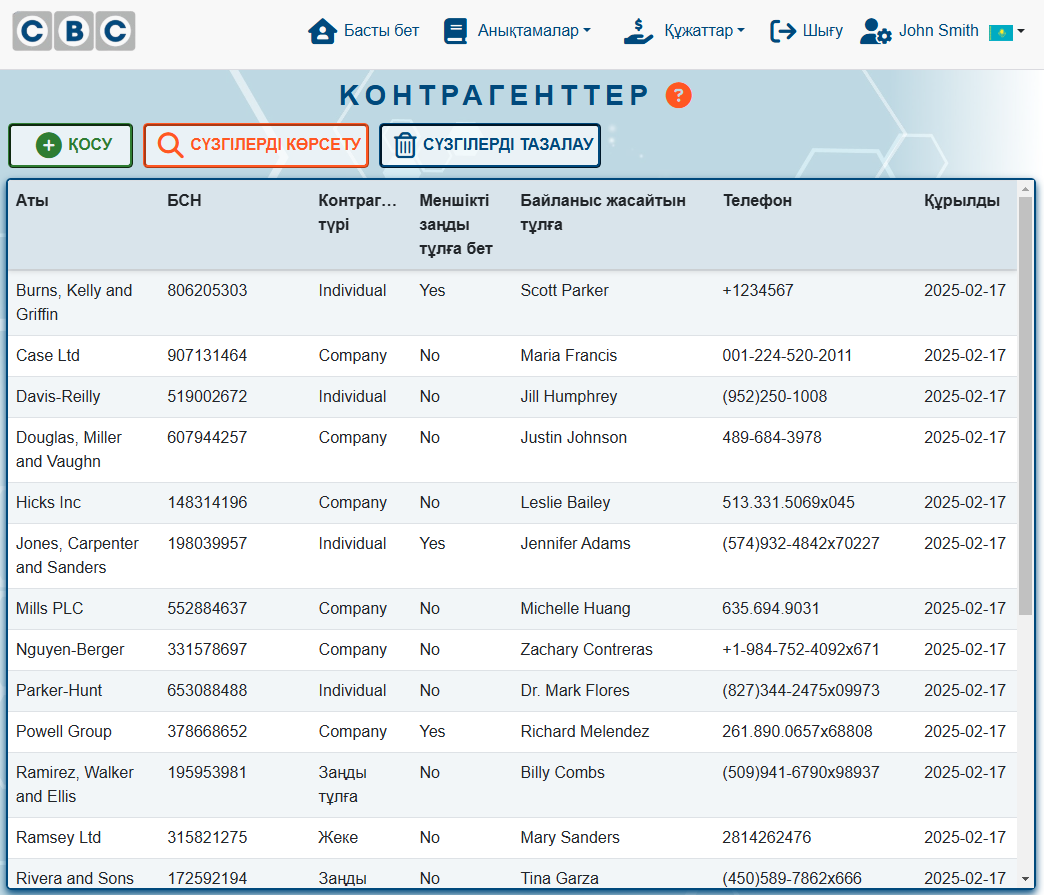 CBC Басты бет Анықтамалар Құжаттар Шығу John Smith
КОНТРАГЕНТТЕР ?
ҚОСУ СҮЗГІЛЕРДІ КӨРСЕТУ СҮЗГІЛЕРДІ ТАЗАЛАУ
Аты БСН Контраг... Меншікті Байланыс жасайтын Телефон Құрылды
түрі заңды тұлға
тұлға бет
Burns, Kelly and 806205303 Individual Yes Scott Parker +1234567 2025-02-17
Griffin
Case Ltd 907131464 Company No Maria Francis 001-224-520-2011 2025-02-17
Davis-Reilly 519002672 Individual No Jill Humphrey (952)250-1008 2025-02-17
Douglas, Miller 607944257 Company No Justin Johnson 489-684-3978 2025-02-17
and Vaughn
Hicks Inc 148314196 Company No Leslie Bailey 513.331.5069x045 2025-02-17
Jones, Carpenter 198039957 Individual Yes Jennifer Adams (574)932-4842x70227 2025-02-17
and Sanders
Mills PLC 552884637 Company No Michelle Huang 635.694.9031 2025-02-17
Nguyen-Berger 331578697 Company No Zachary Contreras +1-984-752-4092x671 2025-02-17
Parker-Hunt 653088488 Individual No Dr. Mark Flores (827)344-2475x09973 2025-02-17
Powell Group 378668652 Company Yes Richard Melendez 261.890.0657x68808 2025-02-17
Ramirez, Walker 195953981 Заңды No Billy Combs (509)941-6790x98937 2025-02-17
and Ellis тұлға
Ramsey Ltd 315821275 Жеке No Mary Sanders 2814262476 2025-02-17
Rivera and Sons 172592194 Заңды No Tina Garza (450)589-7862x666 2025-02-17